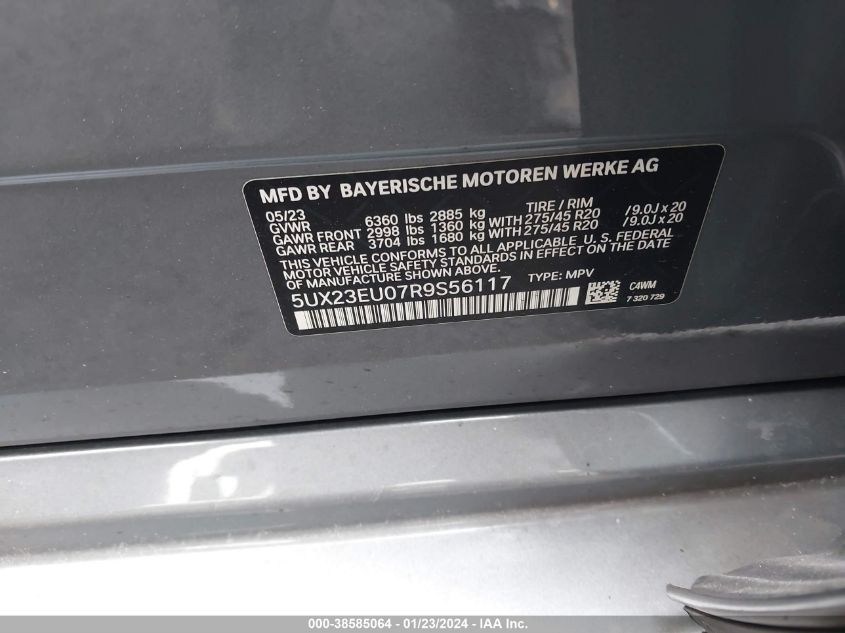 MFD BY BAYERISCHE MOTOREN WERKE AG
05/23 TIRE / RIM
GVWR 6360 lbs 2885 kg
GAWR FRONT 2998 lbs 1360 kg WITH 275/45 R20 / 9.0J x 20
GAWR REAR 3704 lbs 1680 kg WITH 275/45 R20 / 9.0J x 20
THIS VEHICLE CONFORMS TO ALL APPLICABLE U. S. FEDERAL
MOTOR VEHICLE SAFETY STANDARDS IN EFFECT ON THE DATE
OF MANUFACTURE SHOWN ABOVE.
5UX23EU07R9S56117 TYPE: MPV
C4WM
7 320 729
000-38585064 - 01/23/2024 - IAA Inc.